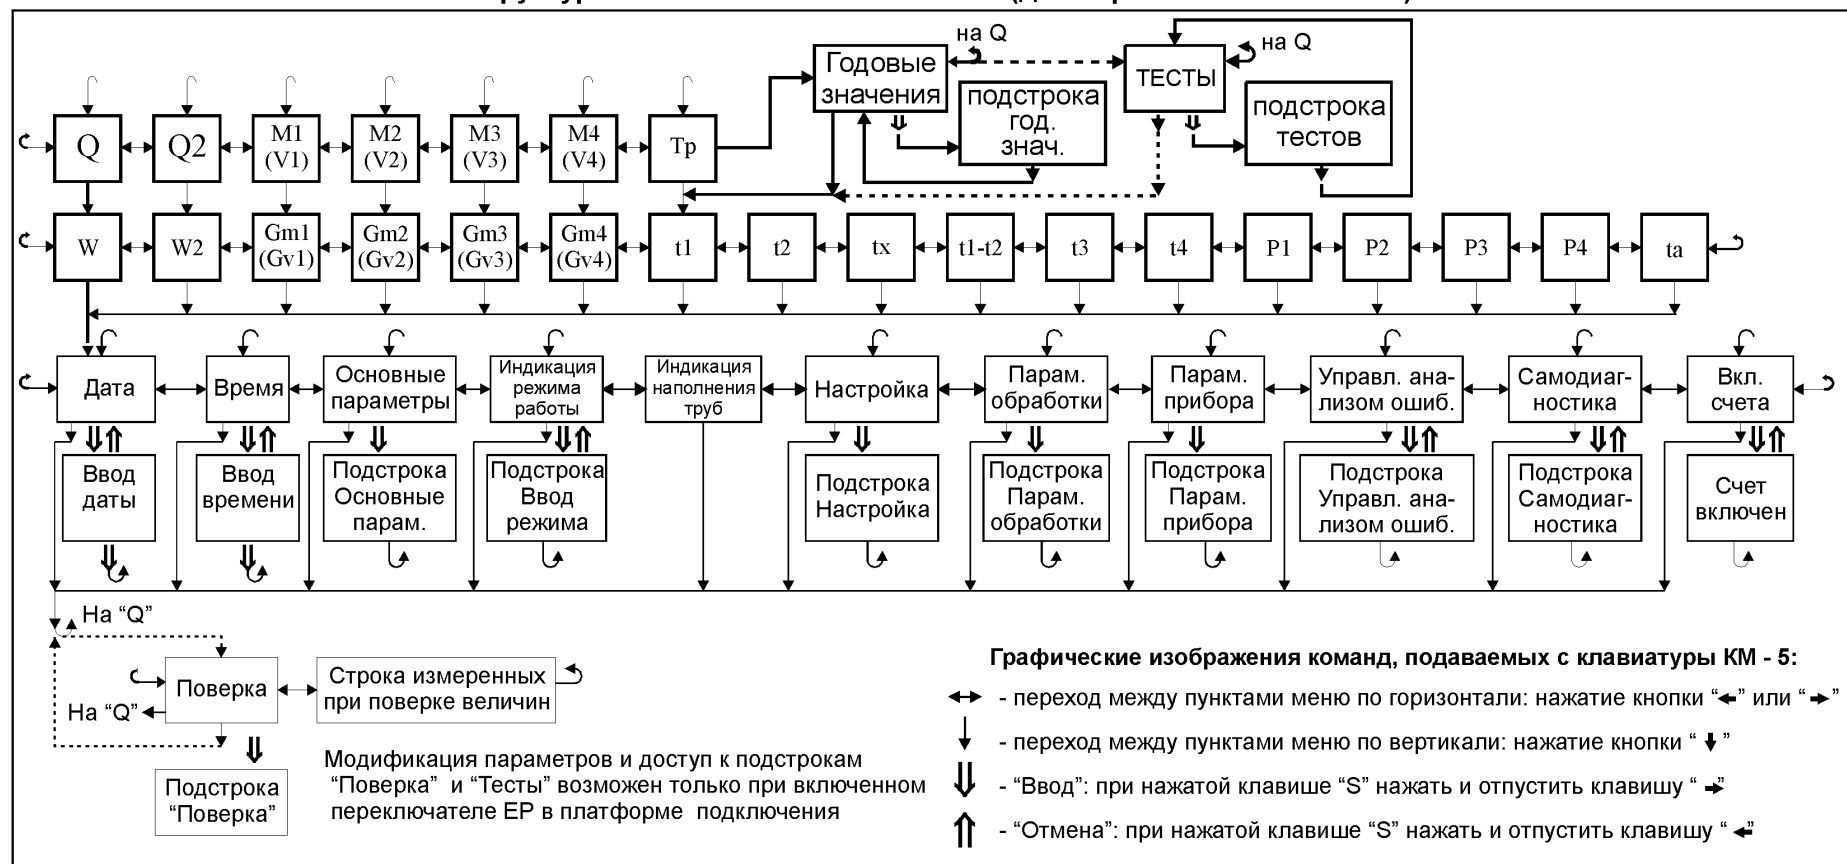 на Q
на Q
Годовые
значения
ТЕСТЫ
подстрока
год.
знач.
подстрока
тестов
Q
Q2
M1
(V1)
M2
(V2)
M3
(V3)
M4
(V4)
Tp
W
W2
Gm1
(Gv1)
Gm2
(Gv2)
Gm3
(Gv3)
Gm4
(Gv4)
t1
t2
tx
t1-t2
t3
t4
P1
P2
P3
P4
ta
Дата
Время
Основные
параметры
Индикация
режима
работы
Индикация
наполнения
труб
Настройка
Парам.
обработки
Парам.
прибора
Управл. ана-
лизом ошиб.
Самодиаг-
ностика
Вкл.
счета
Ввод
даты
Ввод
времени
Подстрока
Основные
парам.
Подстрока
Ввод
режима
Подстрока
Настройка
Подстрока
Парам.
обработки
Подстрока
Парам.
прибора
Подстрока
Управл. ана-
лизом ошиб.
Подстрока
Самодиаг-
ностика
Счет
включен
На “Q”
Поверка
Строка измеренных
при поверке величин
На “Q”
Подстрока
“Поверка”
Модификация параметров и доступ к подстрокам
“Поверка” и “Тесты” возможен только при включенном
переключателе EP в платформе подключения
Графические изображения команд, подаваемых с клавиатуры КМ - 5:
- переход между пунктами меню по горизонтали: нажатие кнопки “←” или “→”
- переход между пунктами меню по вертикали: нажатие кнопки “↓”
- “Ввод”: при нажатой клавише “S” нажать и отпустить клавишу “→”
- “Отмена”: при нажатой клавише “S” нажать и отпустить клавишу “←”